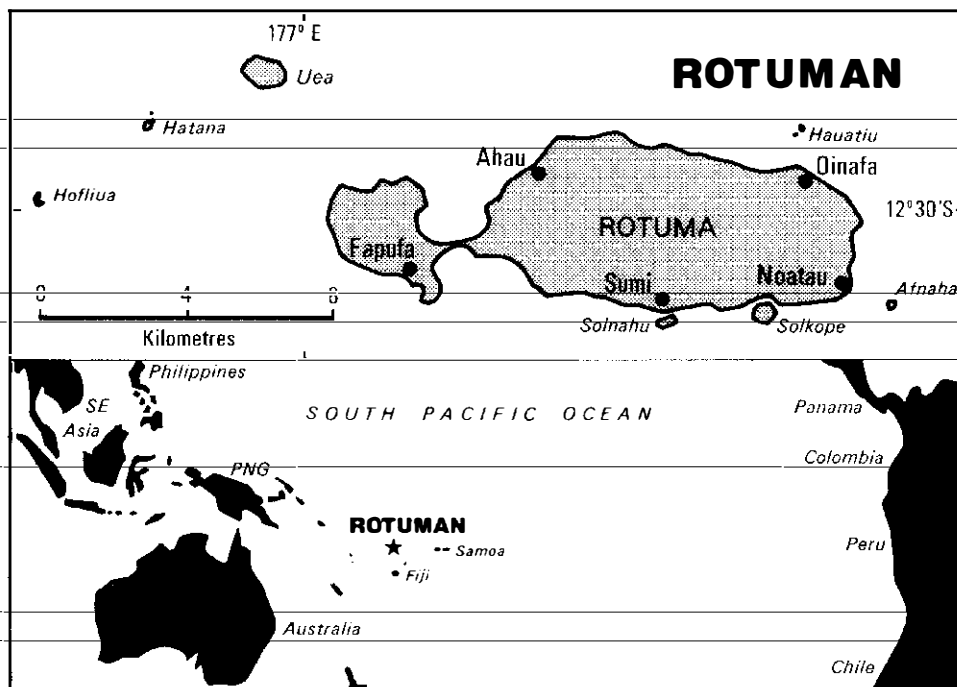 177° E
Uea
ROTUMAN
Hatana
Hauatiu
Ahau
Oinafa
Hofliua
12°30'S
ROTUMA
Fapufa
Sumi
Noatau
Afnaha
0 4 8
Solnahu
Solkope
Kilometres
Philippines
SE
Asia
SOUTH PACIFIC OCEAN
Panama
Colombia
PNG
ROTUMAN
Samoa
Peru
Fiji
Australia
Chile